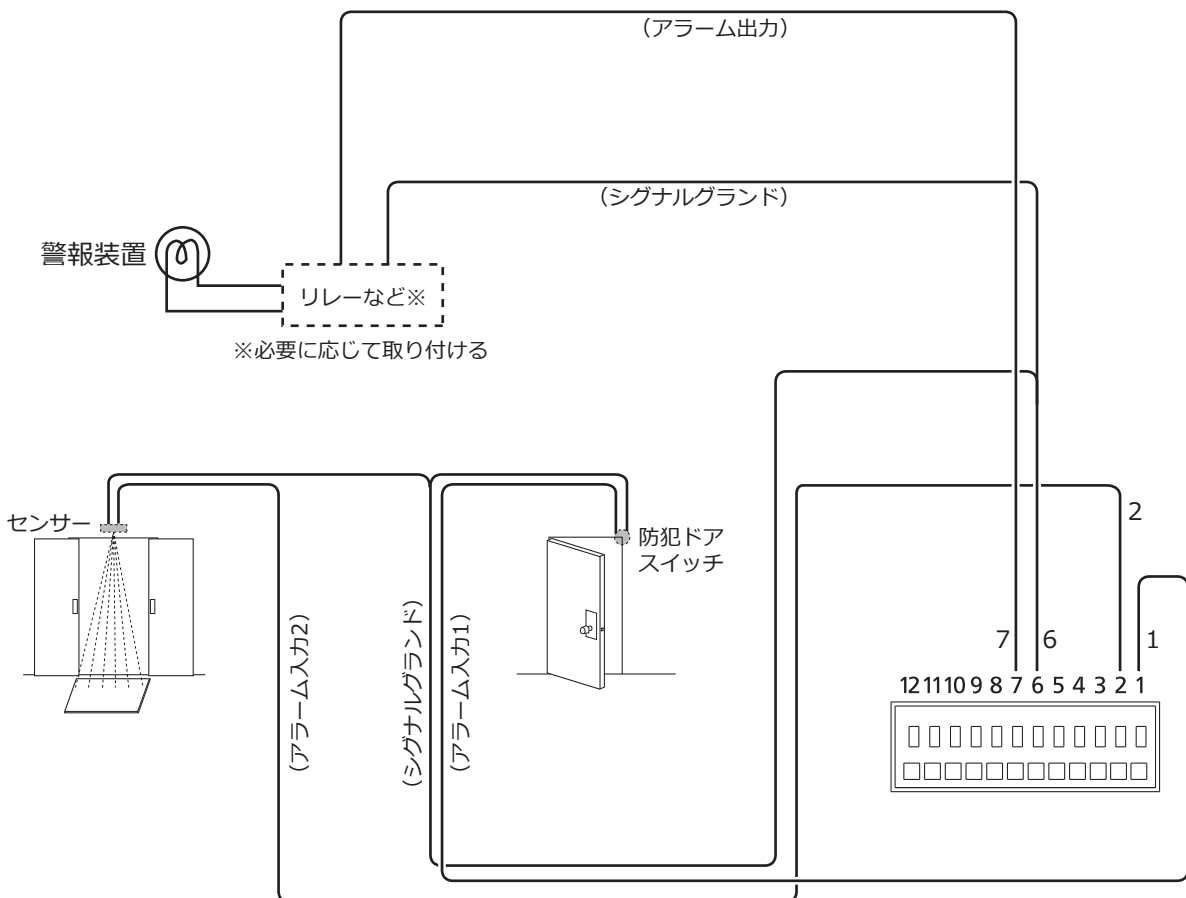 (アラーム出力)
(シグナルグランド)
警報装置
リレーなど※
※必要に応じて取り付ける
センサー
防犯ドア
スイッチ
(アラーム入力2)
(シグナルグランド)
(アラーム入力1)
2
7
6
1
12 11 10 9 8 7 6 5 4 3 2 1